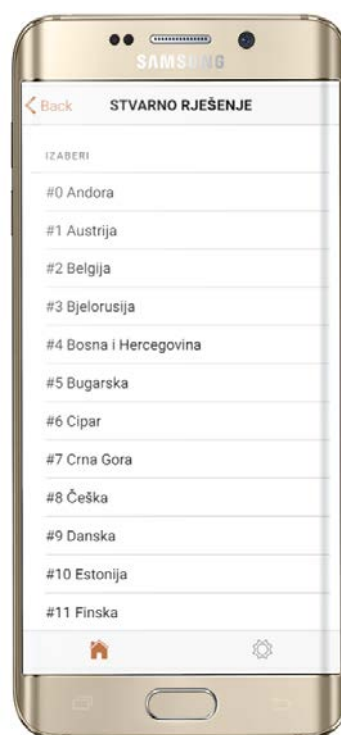 SAMSUNG
Back STVARNO RJEŠENJE
IZABERI
#0 Andora
#1 Austrija
#2 Belgija
#3 Bjelorusija
#4 Bosna i Hercegovina
#5 Bugarska
#6 Cipar
#7 Crna Gora
#8 Češka
#9 Danska
#10 Estonija
#11 Finska